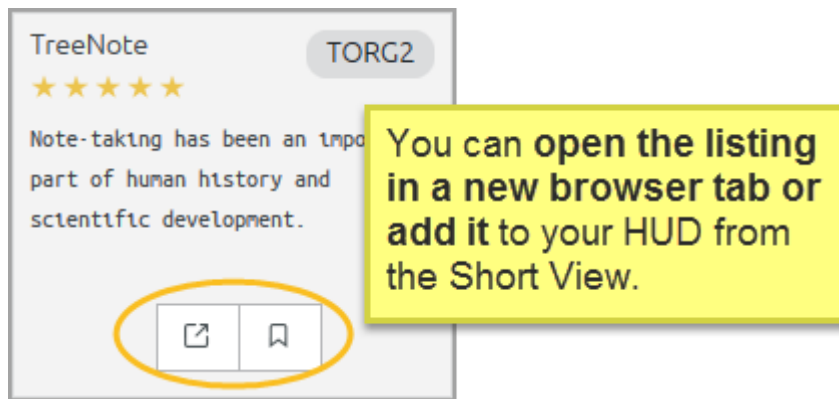 TreeNote
TORG2
Note-taking has been an
part of human history and
scientific development.
You can open the listing
in a new browser tab or
add it to your HUD from
the Short View.